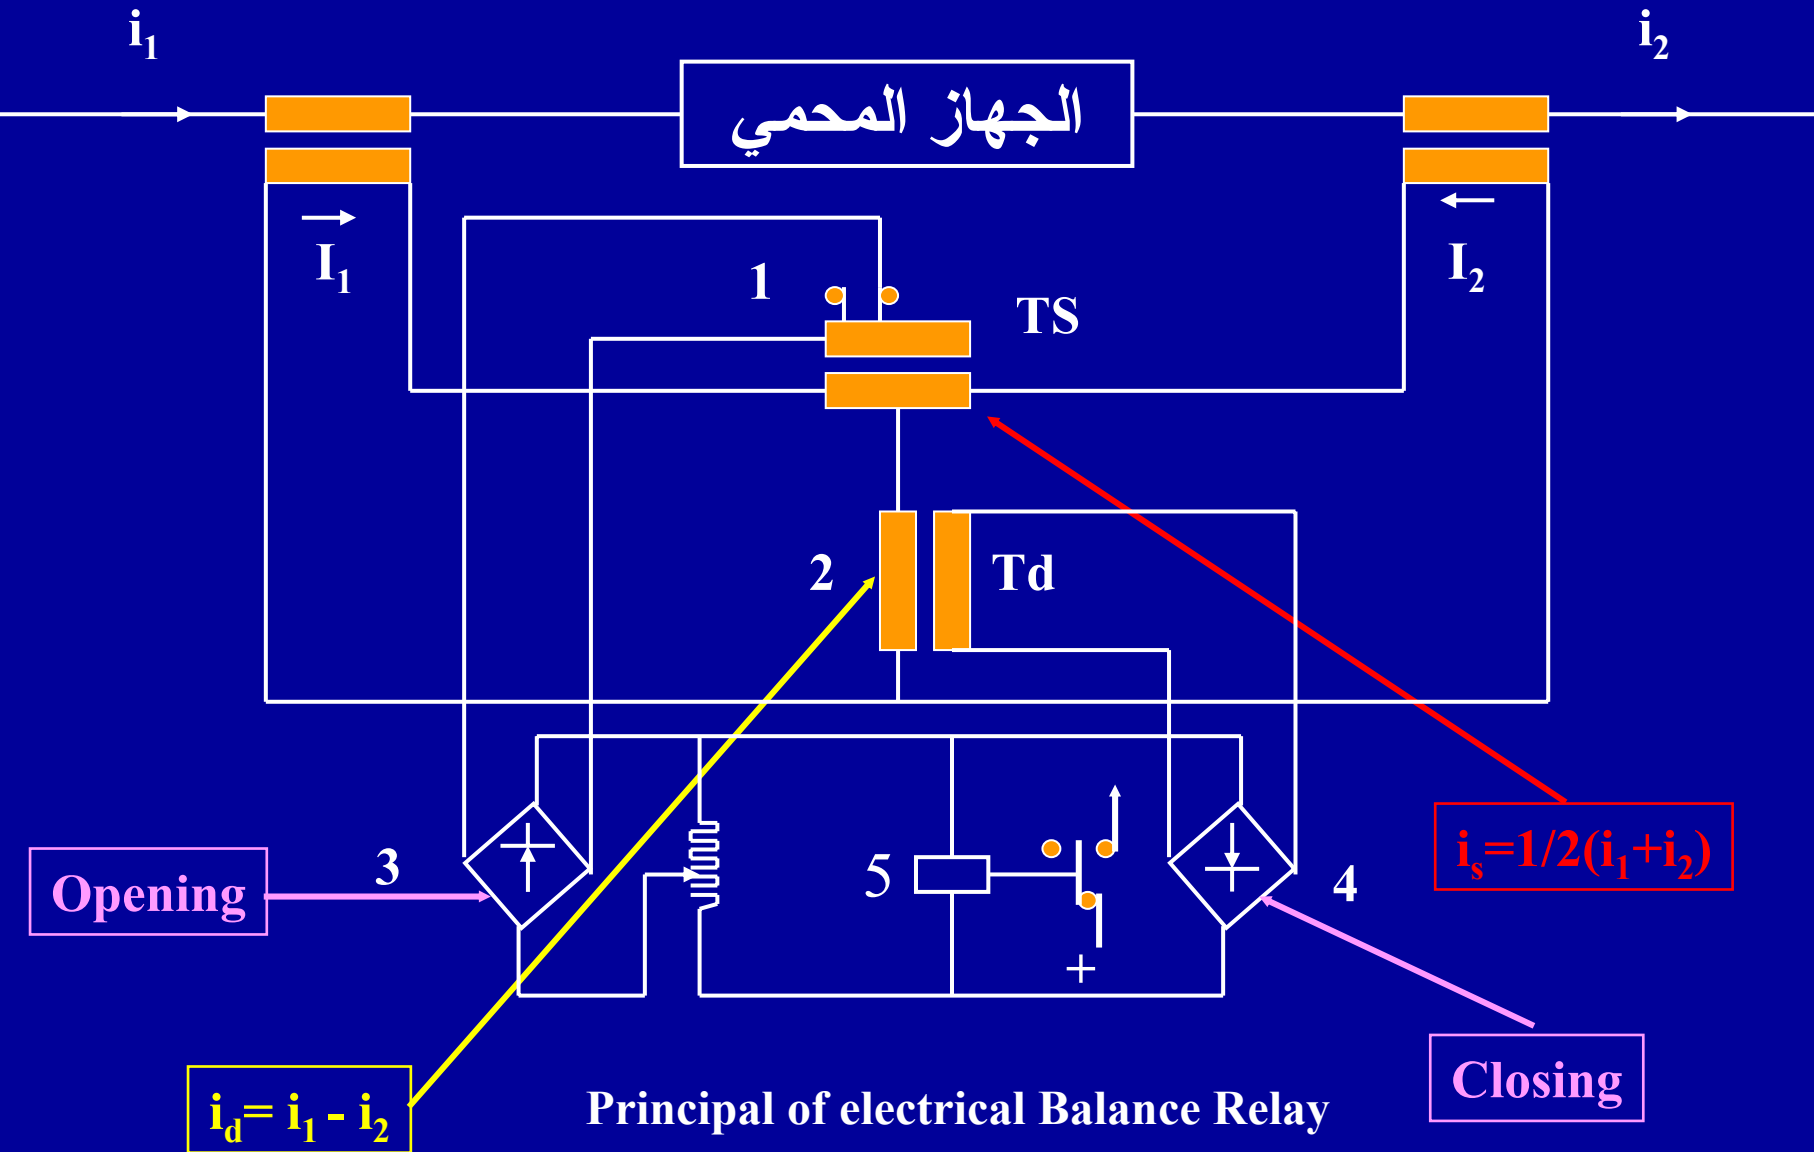 i₁
i₂
الجهاز المحمي
I₁
I₂
1
TS
2
Td
3
Opening
5
4
+
iₛ=1/2(i₁+i₂)
Closing
i_d= i₁ - i₂
Principal of electrical Balance Relay